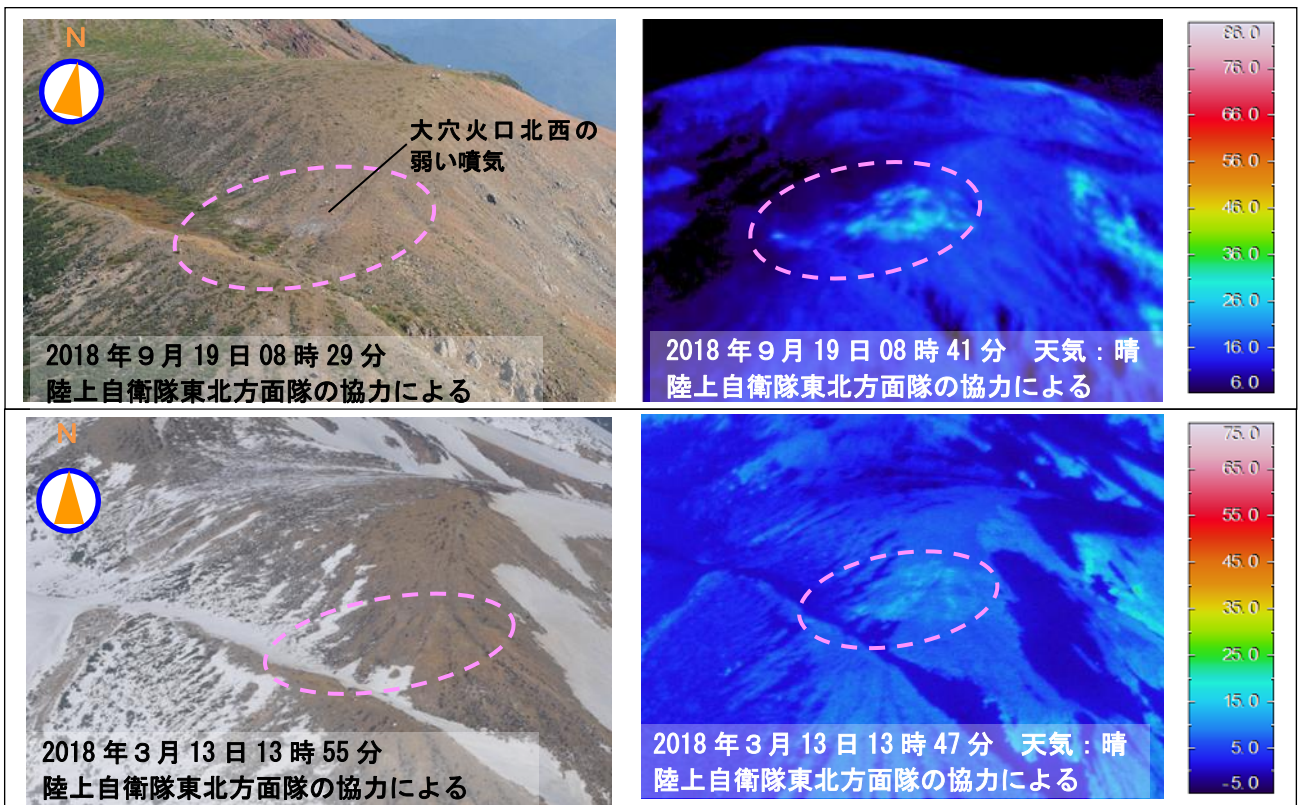 N
大穴火口北西の
弱い噴気
2018年9月19日08時29分
陸上自衛隊東北方面隊の協力による
2018年9月19日08時41分　天気：晴
陸上自衛隊東北方面隊の協力による
86.0
76.0
66.0
56.0
46.0
36.0
26.0
16.0
6.0
N
2018年3月13日13時55分
陸上自衛隊東北方面隊の協力による
2018年3月13日13時47分　天気：晴
陸上自衛隊東北方面隊の協力による
75.0
65.0
55.0
45.0
35.0
25.0
15.0
5.0
-5.0